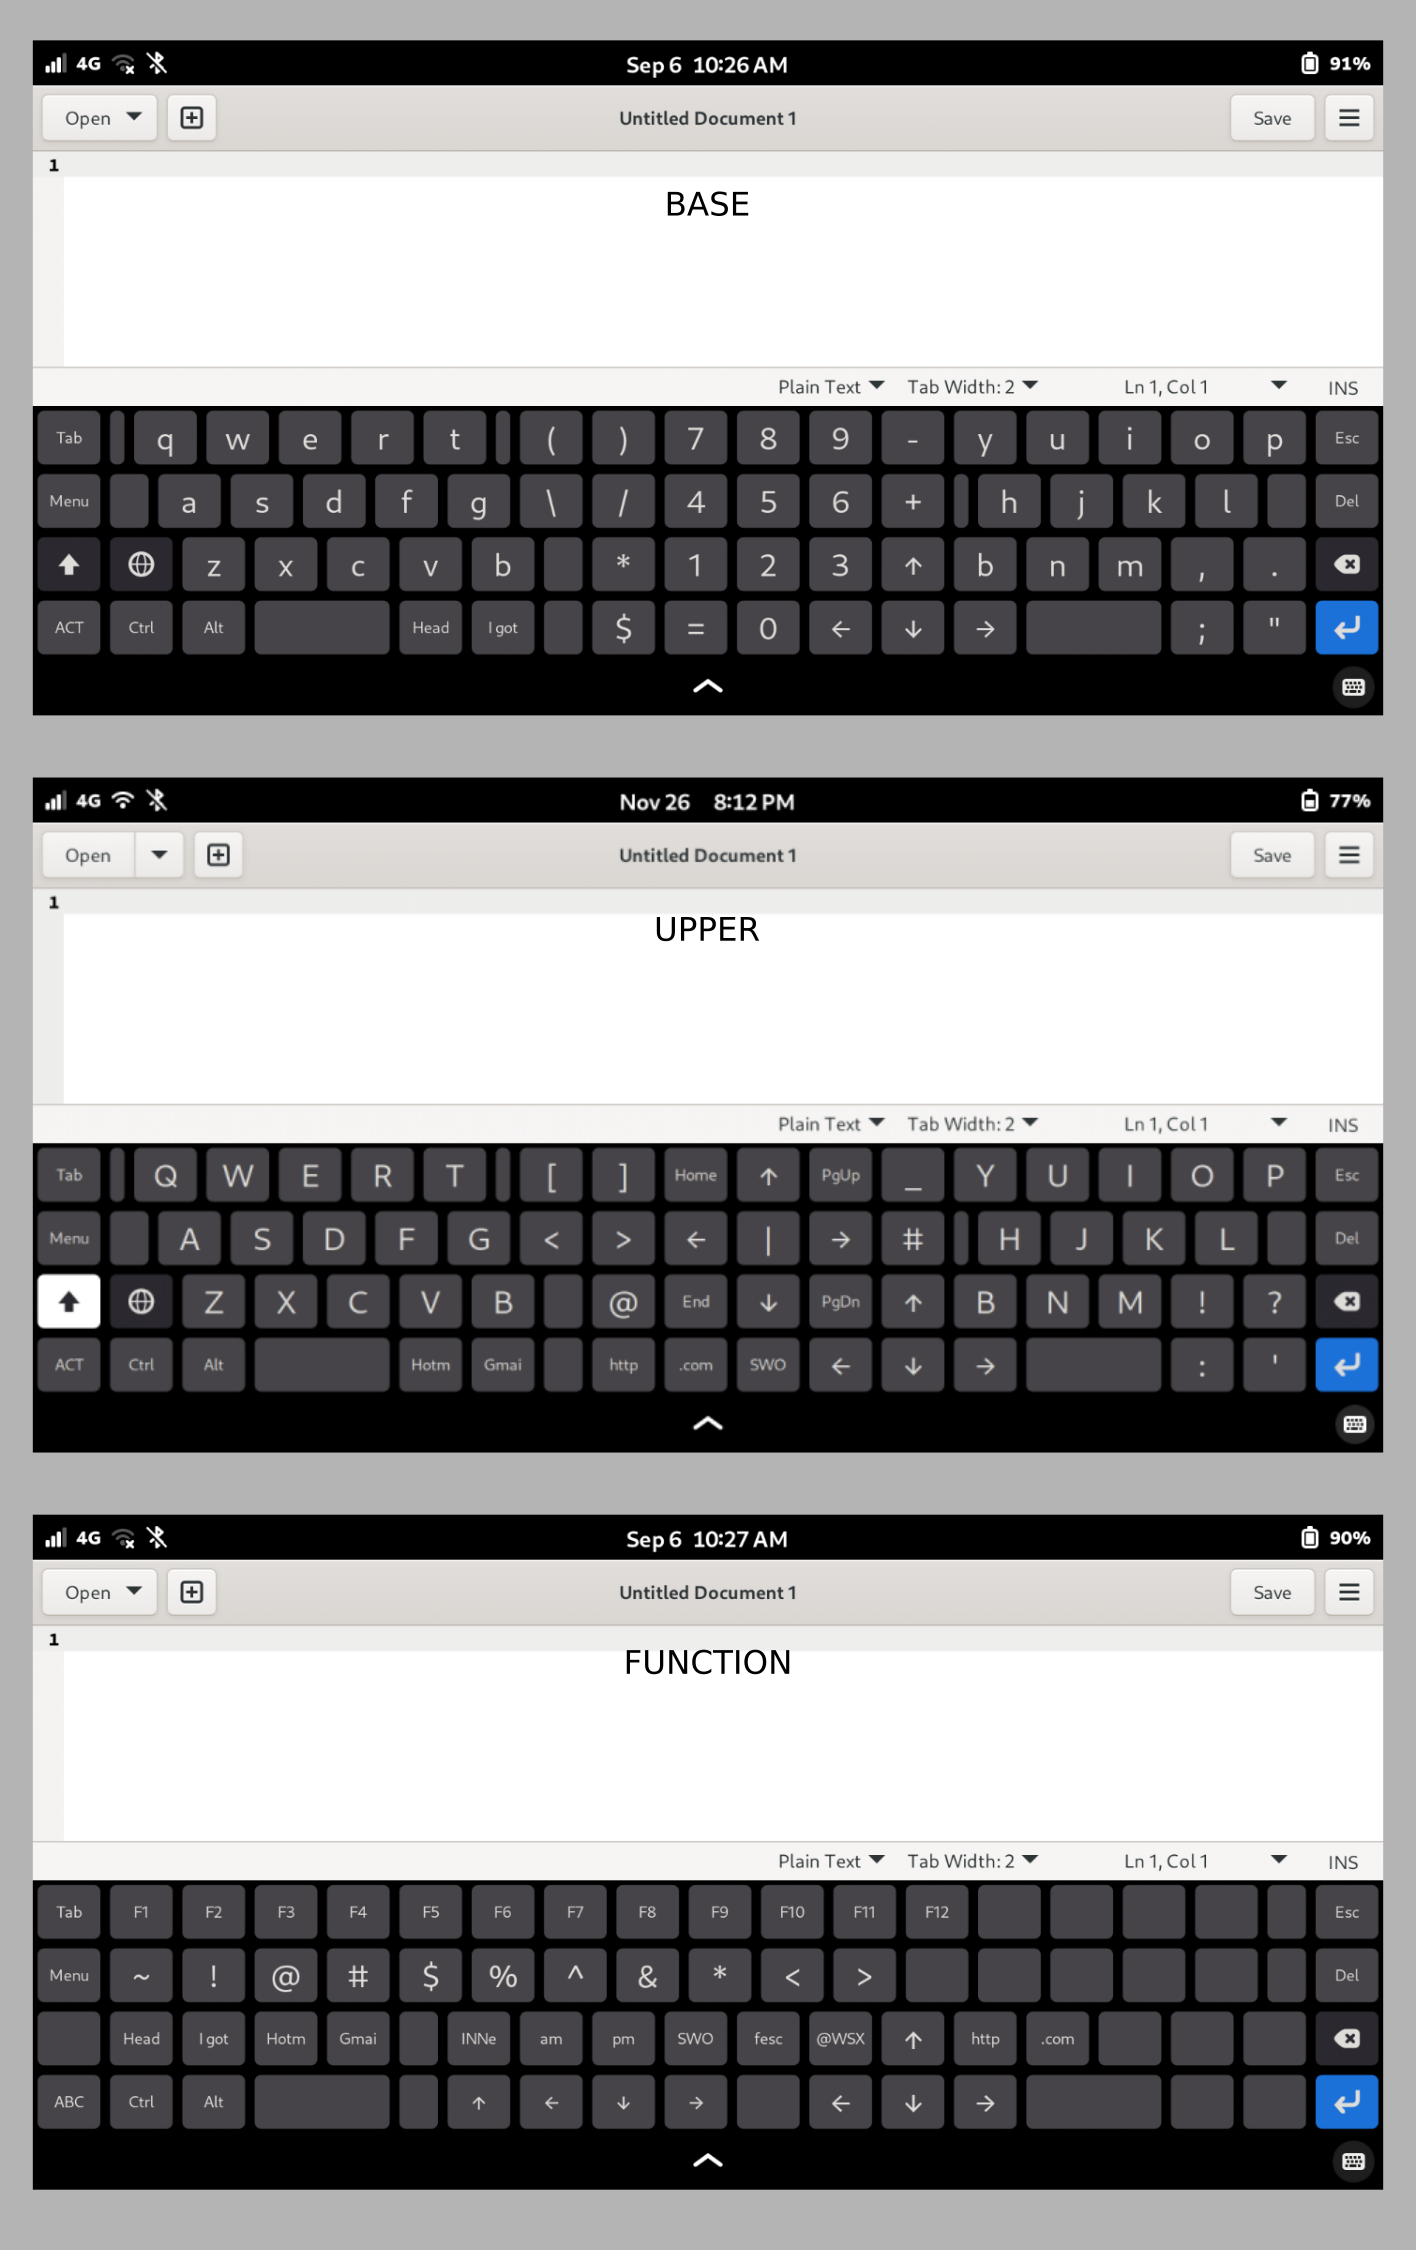 4G Sep 6 10:26 AM 91%
Open Untitled Document 1 Save
1
BASE
Plain Text Tab Width: 2 Ln 1, Col 1 INS
Tab q w e r t ( ) 7 8 9 - y u i o p Esc
Menu a s d f g \ / 4 5 6 + h j k l Del
z x c v b * 1 2 3 ↑ b n m , .
ACT Ctrl Alt Head I got $ = 0 ← ↓ → ; "
4G Nov 26 8:12 PM 77%
Open Untitled Document 1 Save
1
UPPER
Plain Text Tab Width: 2 Ln 1, Col 1 INS
Tab Q W E R T [ ] Home ↑ PgUp _ Y U I O P Esc
Menu A S D F G < > ← | → # H J K L Del
Z X C V B @ End ↓ PgDn ↑ B N M ! ?
ACT Ctrl Alt Hotm Gmai http .com SWO ← ↓ → : '
4G Sep 6 10:27 AM 90%
Open Untitled Document 1 Save
1
FUNCTION
Plain Text Tab Width: 2 Ln 1, Col 1 INS
Tab F1 F2 F3 F4 F5 F6 F7 F8 F9 F10 F11 F12 Esc
Menu ~ ! @ # $ % ^ & * < > Del
Head I got Hotm Gmai INNe am pm SWO fesc @WSX ↑ http .com
ABC Ctrl Alt ↑ ← ↓ → ← ↓ →